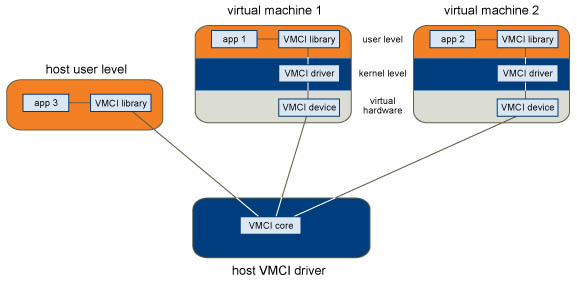 virtual machine 1
virtual machine 2
app 1
VMCI library
user level
app 2
VMCI library
host user level
VMCI driver
kernel level
VMCI driver
app 3
VMCI library
VMCI device
virtual
hardware
VMCI device
VMCI core
host VMCI driver